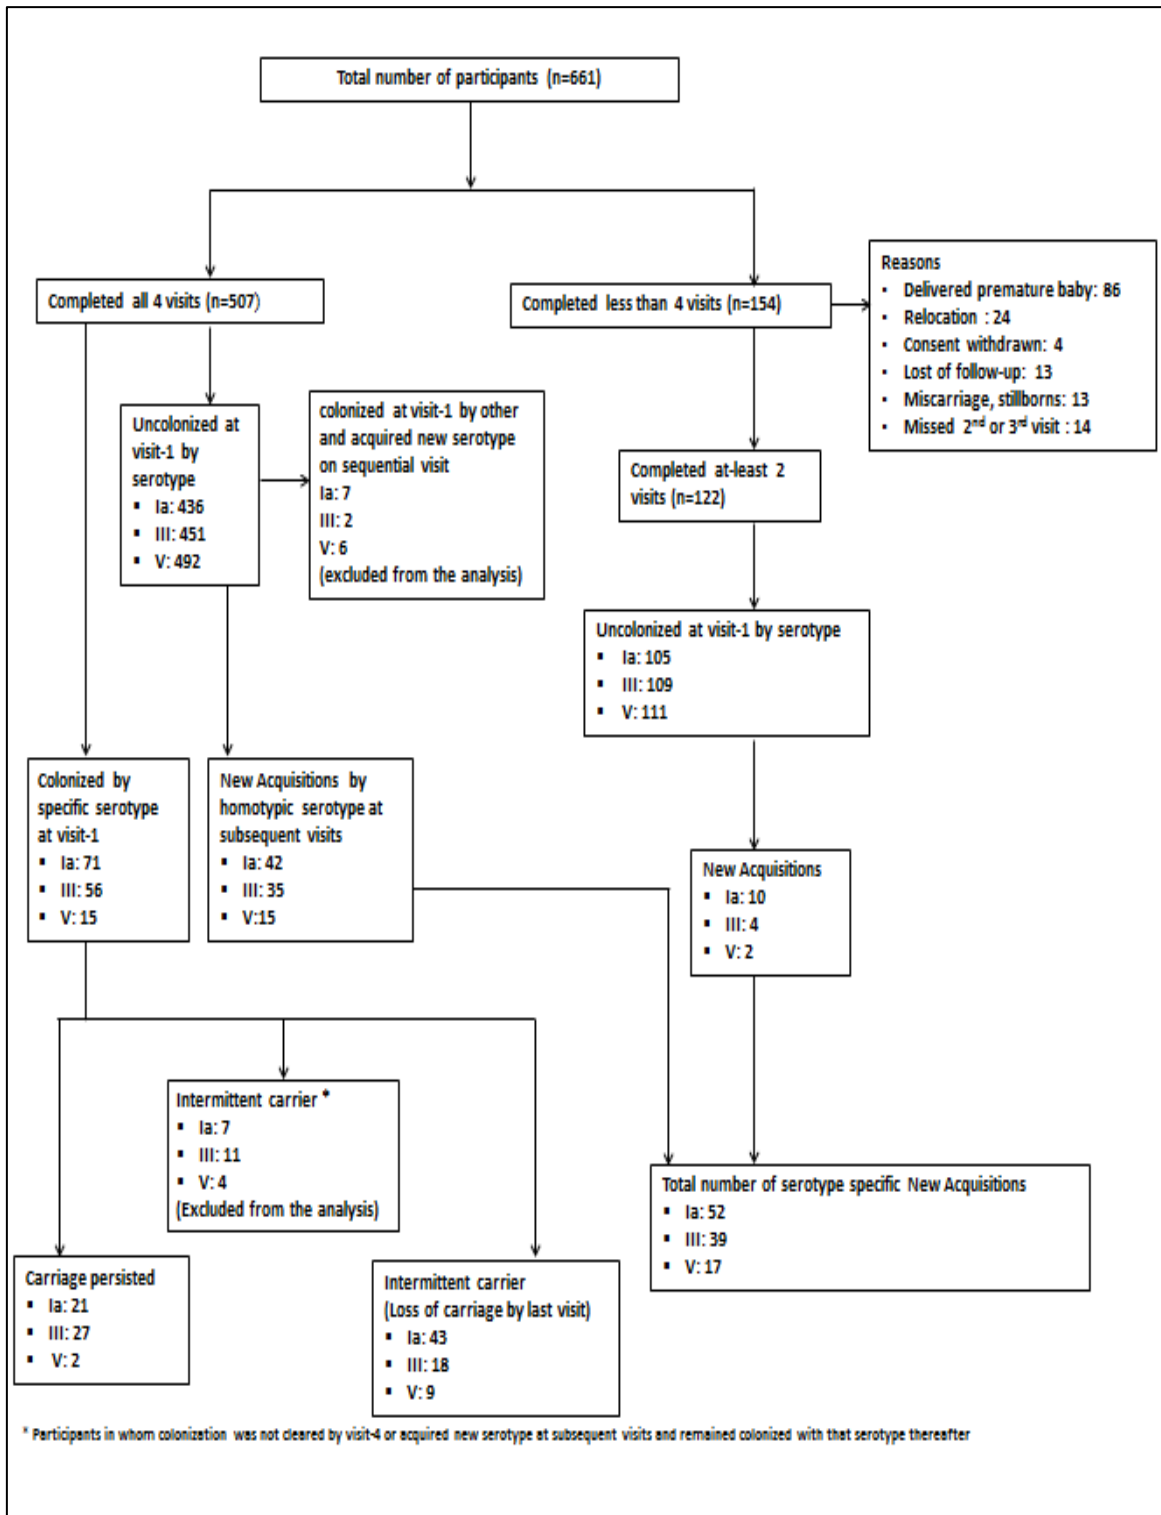 Total number of participants (n=661)
Completed all 4 visits (n=507)
Completed less than 4 visits (n=154)
Reasons
▪ Delivered premature baby: 86
▪ Relocation : 24
▪ Consent withdrawn: 4
▪ Lost of follow-up: 13
▪ Miscarriage, stillborns: 13
▪ Missed 2nd or 3rd visit : 14
Uncolonized at
visit-1 by
serotype
▪ Ia: 436
▪ III: 451
▪ V: 492
colonized at visit-1 by other
and acquired new serotype
on sequential visit
Ia: 7
III: 2
V: 6
(excluded from the analysis)
Completed at-least 2
visits (n=122)
Uncolonized at visit-1 by serotype
▪ Ia: 105
▪ III: 109
▪ V: 111
Colonized by
specific serotype
at visit-1
▪ Ia: 71
▪ III: 56
▪ V: 15
New Acquisitions by
homotypic serotype at
subsequent visits
▪ Ia: 42
▪ III: 35
▪ V:15
New Acquisitions
▪ Ia: 10
▪ III: 4
▪ V: 2
Intermittent carrier *
▪ Ia: 7
▪ III: 11
▪ V: 4
(Excluded from the analysis)
Total number of serotype specific New Acquisitions
▪ Ia: 52
▪ III: 39
▪ V: 17
Carriage persisted
▪ Ia: 21
▪ III: 27
▪ V: 2
Intermittent carrier
(Loss of carriage by last visit)
▪ Ia: 43
▪ III: 18
▪ V: 9
* Participants in whom colonization was not cleared by visit-4 or acquired new serotype at subsequent visits and remained colonized with that serotype thereafter